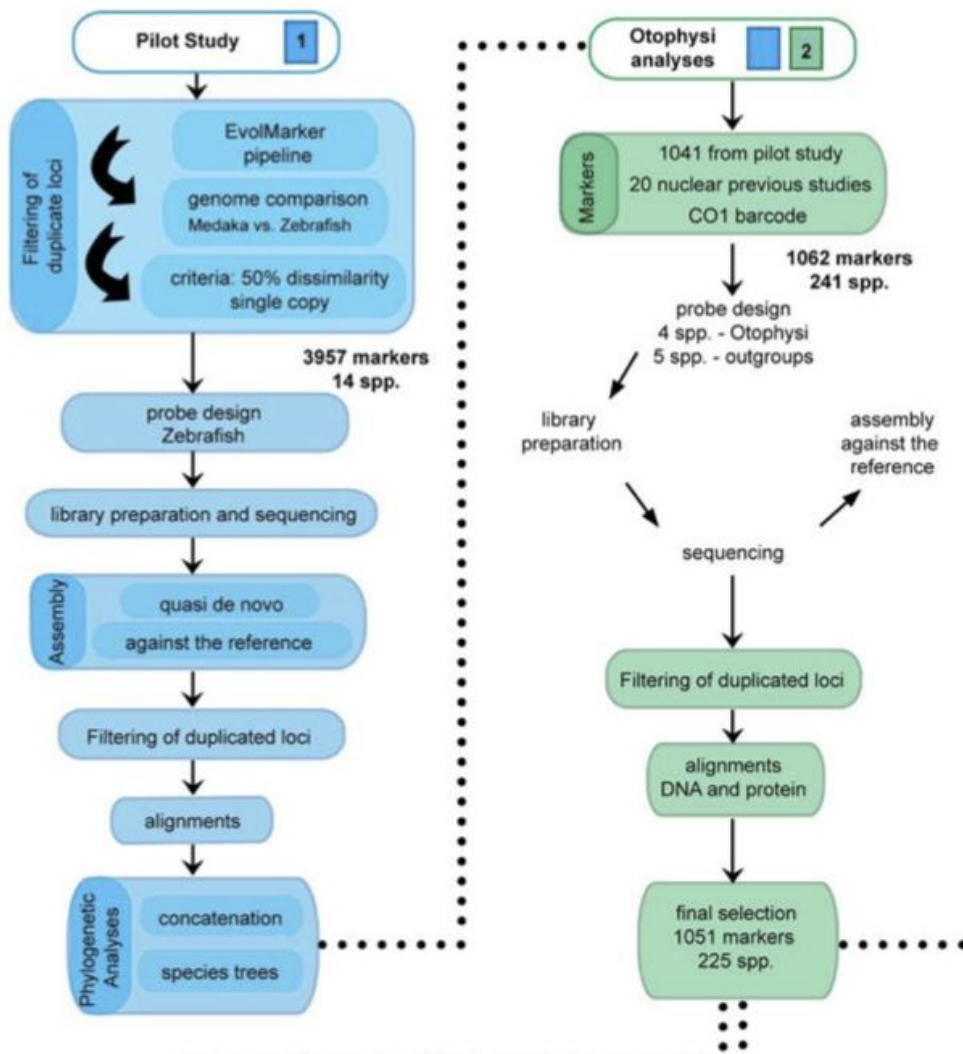 Pilot Study
1
Filtering of
duplicate loci
EvolMarker
pipeline
genome comparison
Medaka vs. Zebrafish
criteria: 50% dissimilarity
single copy
3957 markers
14 spp.
probe design
Zebrafish
library preparation and sequencing
Assembly
quasi de novo
against the reference
Filtering of duplicated loci
alignments
Phylogenetic
Analyses
concatenation
species trees
Otophysi
analyses
2
Markers
1041 from pilot study
20 nuclear previous studies
CO1 barcode
1062 markers
241 spp.
probe design
4 spp. - Otophysi
5 spp. - outgroups
library
preparation
assembly
against the
reference
sequencing
Filtering of duplicated loci
alignments
DNA and protein
final selection
1051 markers
225 spp.